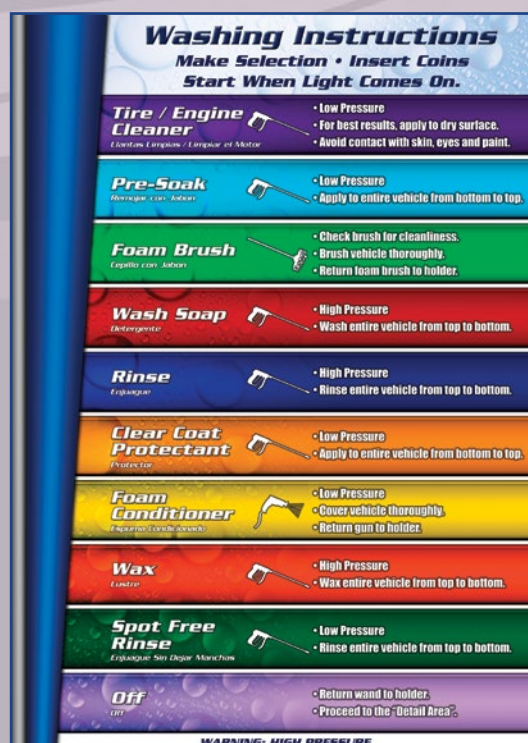 Washing Instructions
Make Selection • Insert Coins
Start When Light Comes On.
Tire / Engine
Cleaner
Llantas Limpias / Limpiar el Motor
• Low Pressure
• For best results, apply to dry surface.
• Avoid contact with skin, eyes and paint.
Pre-Soak
Remojar con Jabon
• Low Pressure
• Apply to entire vehicle from bottom to top.
Foam Brush
Cepillo con Jabon
• Check brush for cleanliness.
• Brush vehicle thoroughly.
• Return foam brush to holder.
Wash Soap
Detergente
• High Pressure
• Wash entire vehicle from top to bottom.
Rinse
Enjuague
• High Pressure
• Rinse entire vehicle from top to bottom.
Clear Coat
Protectant
Protector
• Low Pressure
• Apply to entire vehicle from bottom to top.
Foam
Conditioner
Espuma Condicionado
• Low Pressure
• Cover vehicle thoroughly.
• Return gun to holder.
Wax
Lustre
• High Pressure
• Wax entire vehicle from top to bottom.
Spot Free
Rinse
Enjuague Sin Dejar Manchas
• Low Pressure
• Rinse entire vehicle from top to bottom.
Off
• Return wand to holder.
• Proceed to the "Detail Area".
WARNING: HIGH PRESSURE